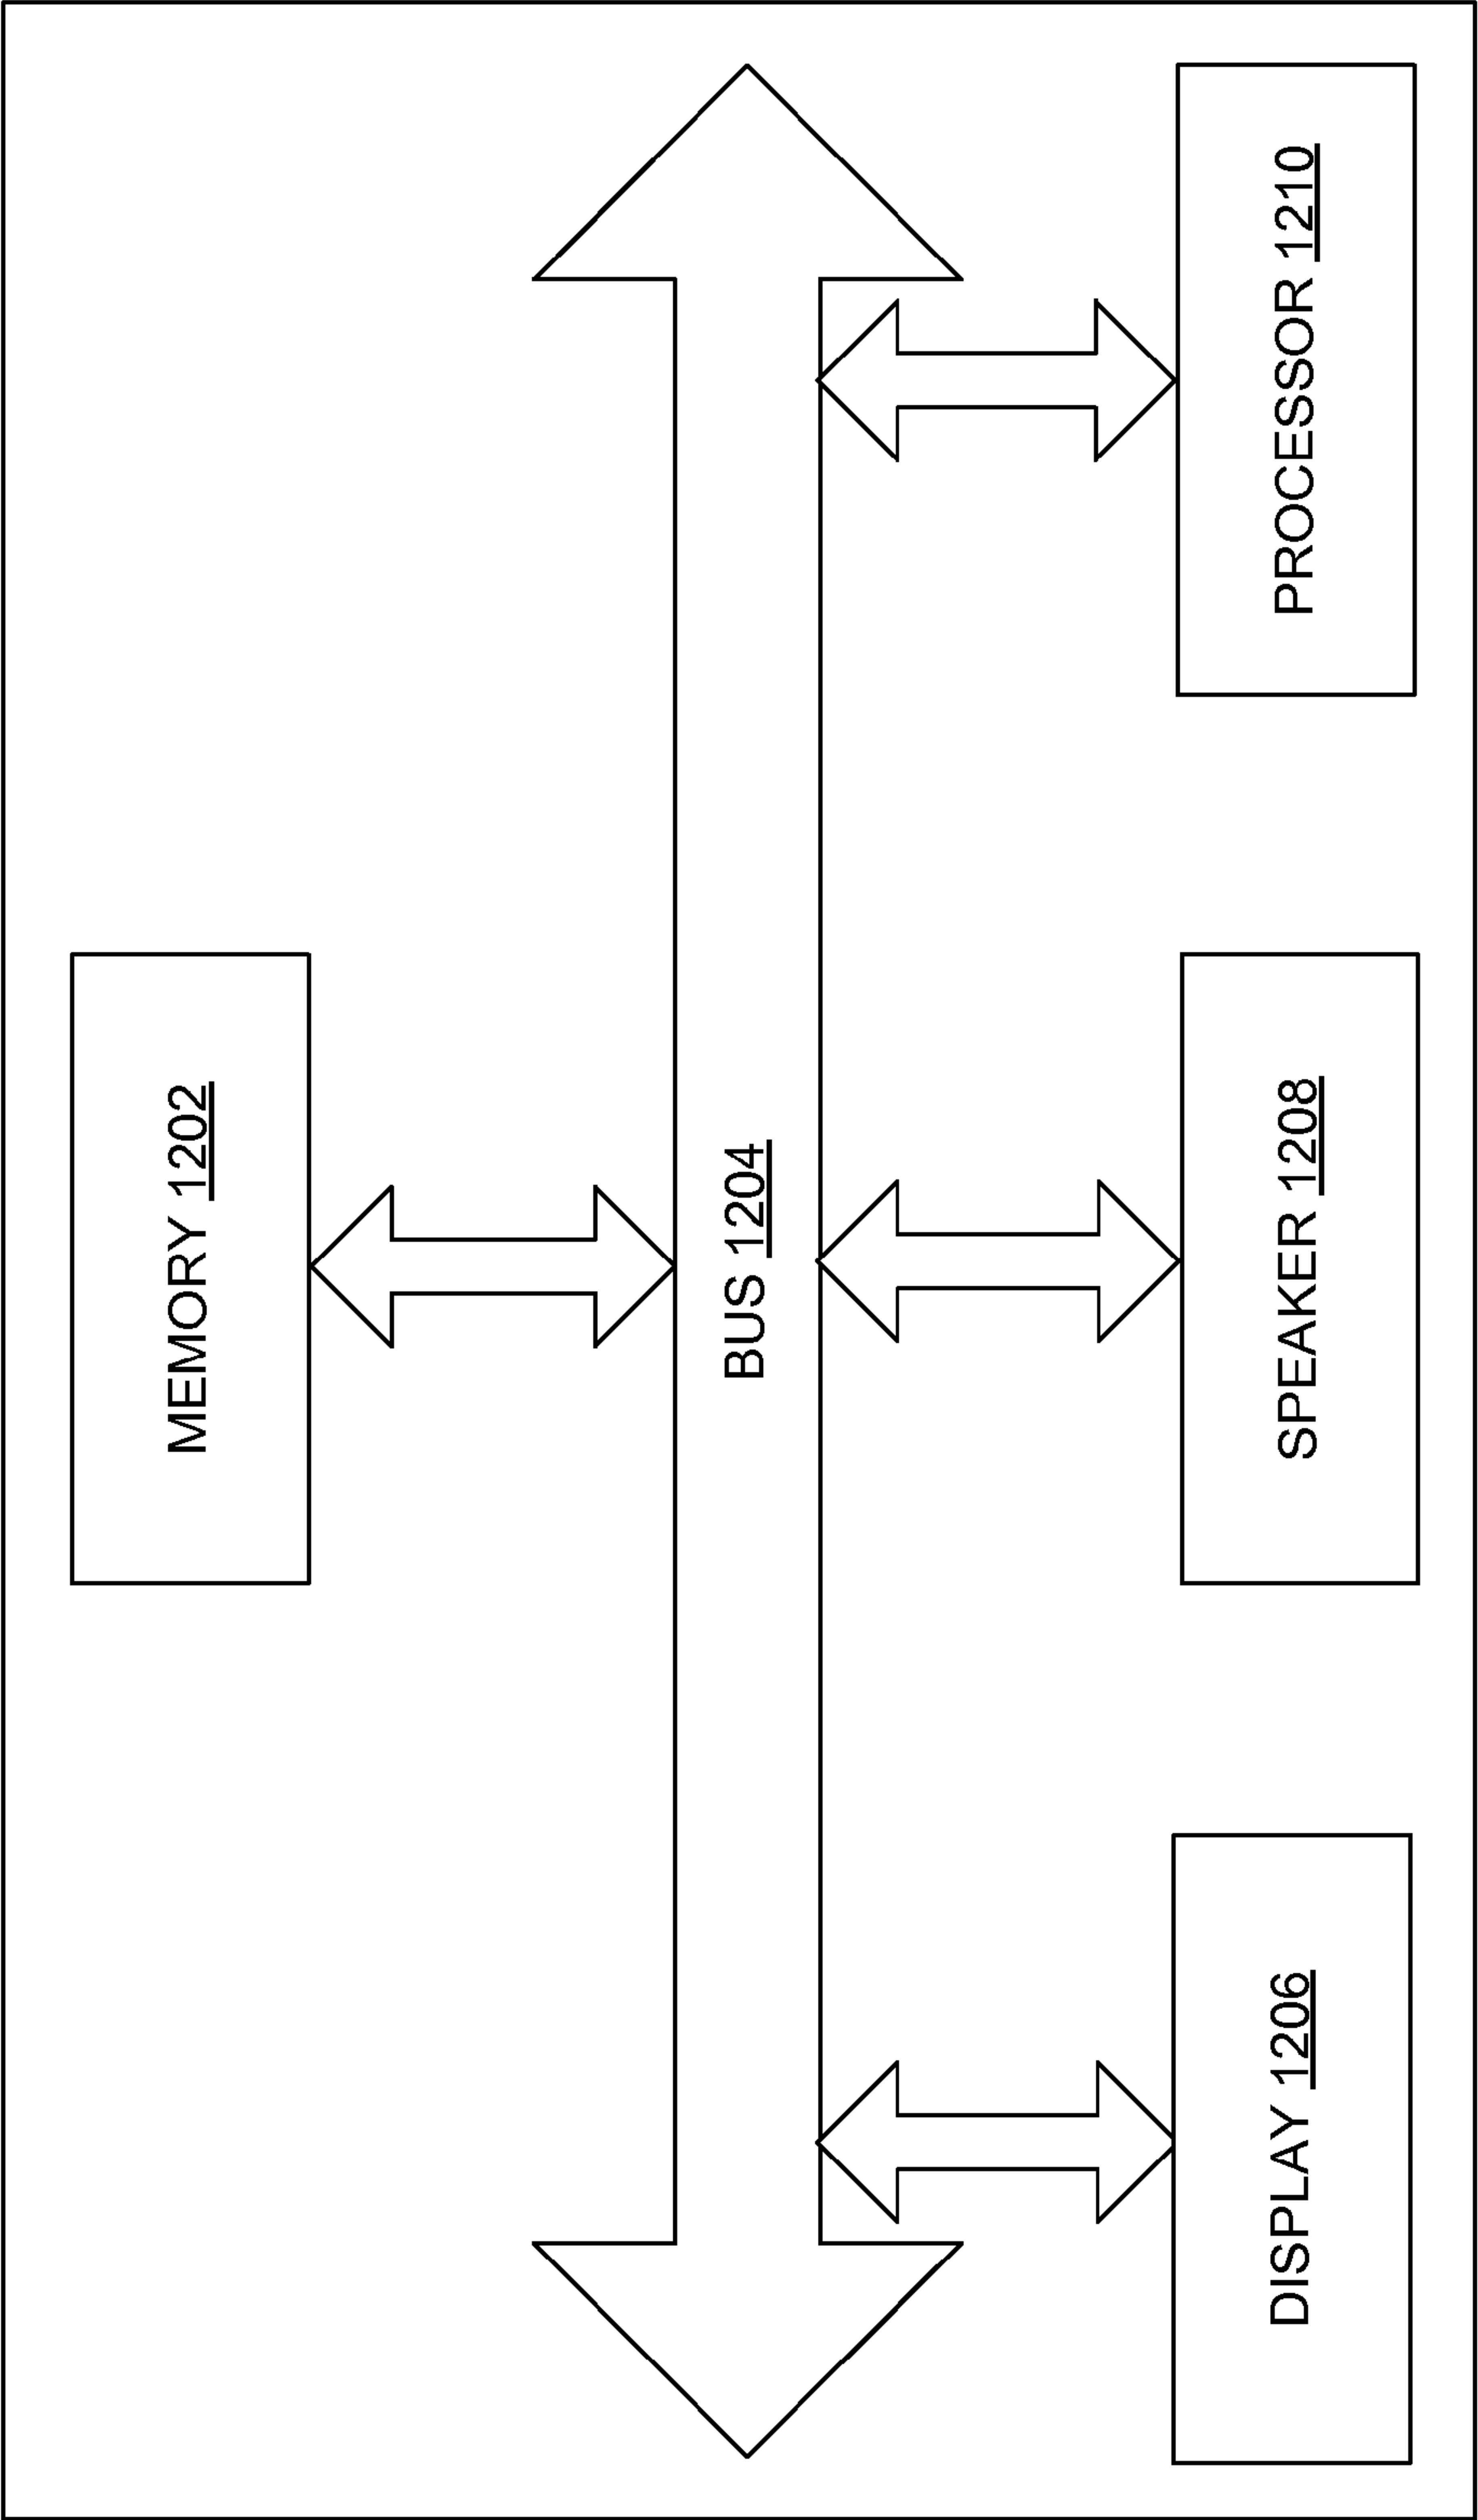 MEMORY 1202
BUS 1204
DISPLAY 1206
SPEAKER 1208
PROCESSOR 1210